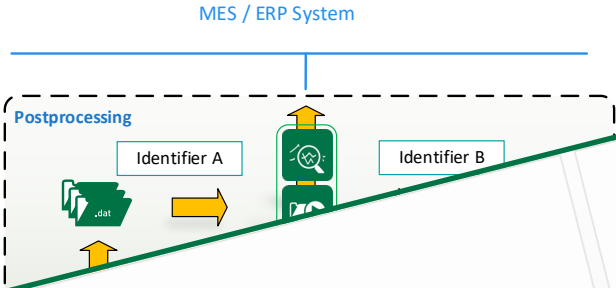 MES / ERP System
Postprocessing
Identifier A
Identifier B
.dat